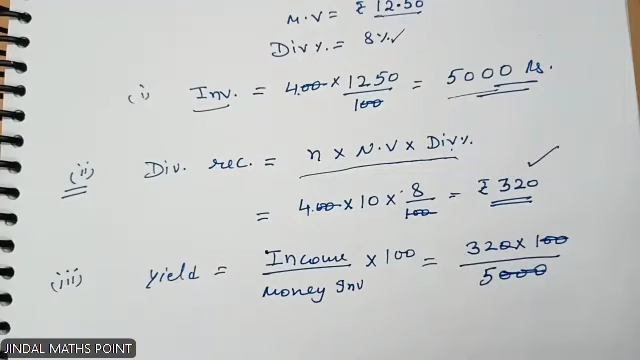 M.V = ₹ 12.50
Div%. = 8% ✓
(i) Inv. = 400 × 1250/100 = 5000 Rs.
(ii) Div. rec. = n × N.V × Div%.
= 400 × 10 × 8/100 = ₹ 320 ✓
(iii) Yield = Income/Money Inv × 100 = 320 × 100/5000
JINDAL MATHS POINT